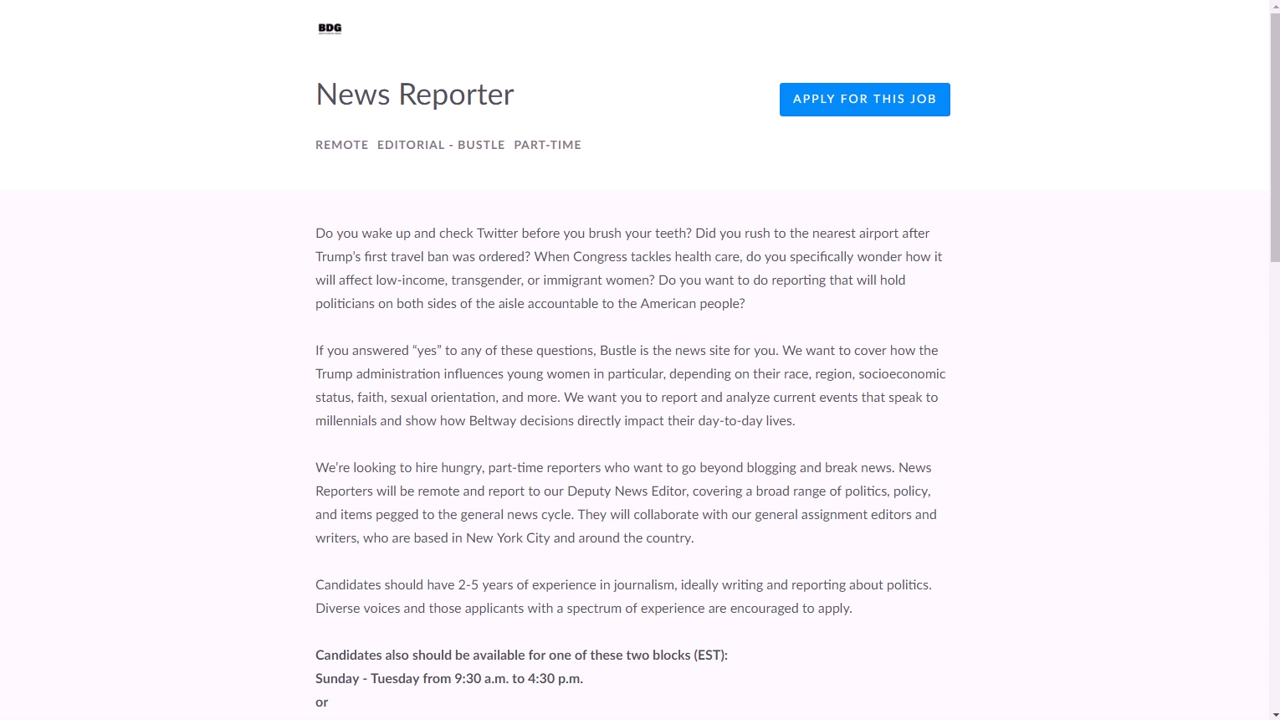 BDG
News Reporter
APPLY FOR THIS JOB
REMOTE EDITORIAL - BUSTLE PART-TIME
Do you wake up and check Twitter before you brush your teeth? Did you rush to the nearest airport after
Trump’s first travel ban was ordered? When Congress tackles health care, do you specifically wonder how it
will affect low-income, transgender, or immigrant women? Do you want to do reporting that will hold
politicians on both sides of the aisle accountable to the American people?
If you answered “yes” to any of these questions, Bustle is the news site for you. We want to cover how the
Trump administration influences young women in particular, depending on their race, region, socioeconomic
status, faith, sexual orientation, and more. We want you to report and analyze current events that speak to
millennials and show how Beltway decisions directly impact their day-to-day lives.
We’re looking to hire hungry, part-time reporters who want to go beyond blogging and break news. News
Reporters will be remote and report to our Deputy News Editor, covering a broad range of politics, policy,
and items pegged to the general news cycle. They will collaborate with our general assignment editors and
writers, who are based in New York City and around the country.
Candidates should have 2-5 years of experience in journalism, ideally writing and reporting about politics.
Diverse voices and those applicants with a spectrum of experience are encouraged to apply.
Candidates also should be available for one of these two blocks (EST):
Sunday - Tuesday from 9:30 a.m. to 4:30 p.m.
or